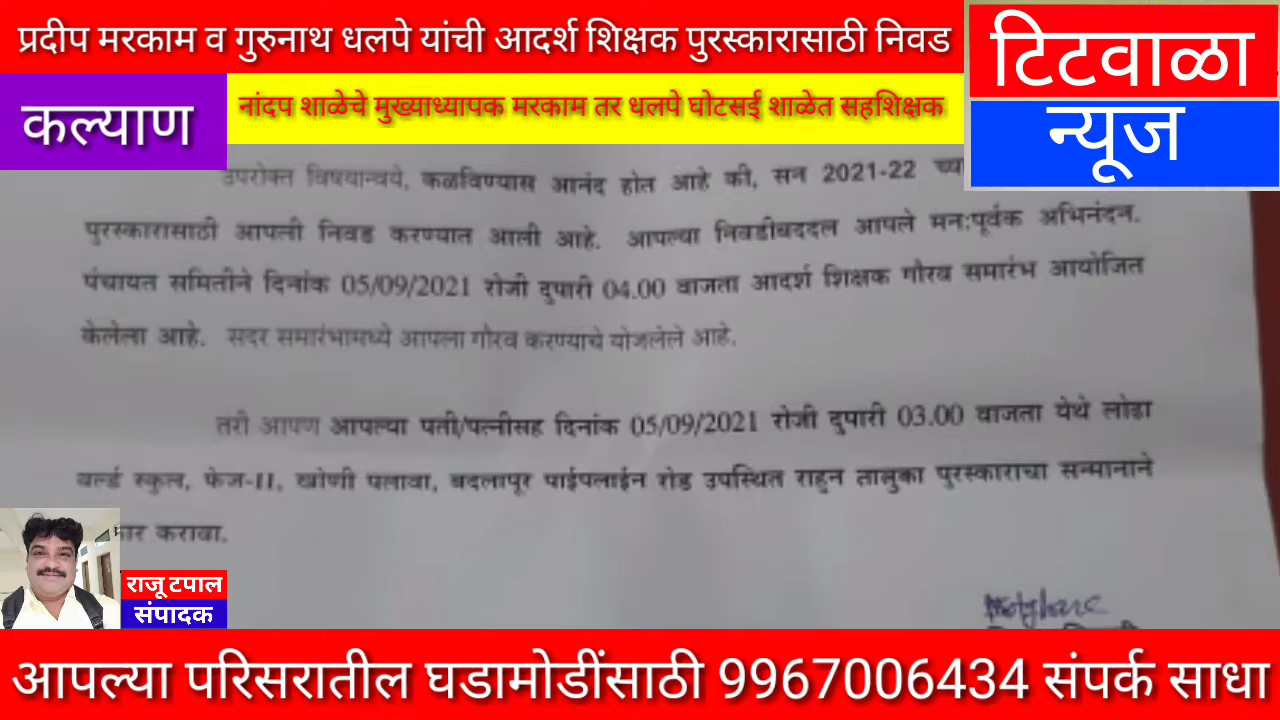 प्रदीप मरकाम व गुरुनाथ धलपे यांची आदर्श शिक्षक पुरस्कारासाठी निवड
टिटवाळा
न्यूज
कल्याण
नांदप शाळेचे मुख्याध्यापक मरकाम तर धलपे घोटसई शाळेत सहशिक्षक
उपरोक्त विषयान्वये, कळविण्यास आनंद होत आहे की, सन 2021-22 च्या
पुरस्कारासाठी आपली निवड करण्यात आली आहे. आपल्या निवडीबददल आपले मन:पूर्वक अभिनंदन.
पंचायत समितीने दिनांक 05/09/2021 रोजी दुपारी 04.00 वाजता आदर्श शिक्षक गौरव समारंभ आयोजित
केलेला आहे. सदर समारंभामध्ये आपला गौरव करण्याचे योजलेले आहे.
तरी आपण आपल्या पती/पत्नीसह दिनांक 05/09/2021 रोजी दुपारी 03.00 वाजता येथे लोढा
वर्ल्ड स्कुल, फेज-II, खोणी पलावा, बदलापूर पाईपलाईन रोड उपस्थित राहुन तालुका पुरस्काराचा सन्मानाने
करावा.
राजू टपाल
संपादक
आपल्या परिसरातील घडामोडींसाठी 9967006434 संपर्क साधा